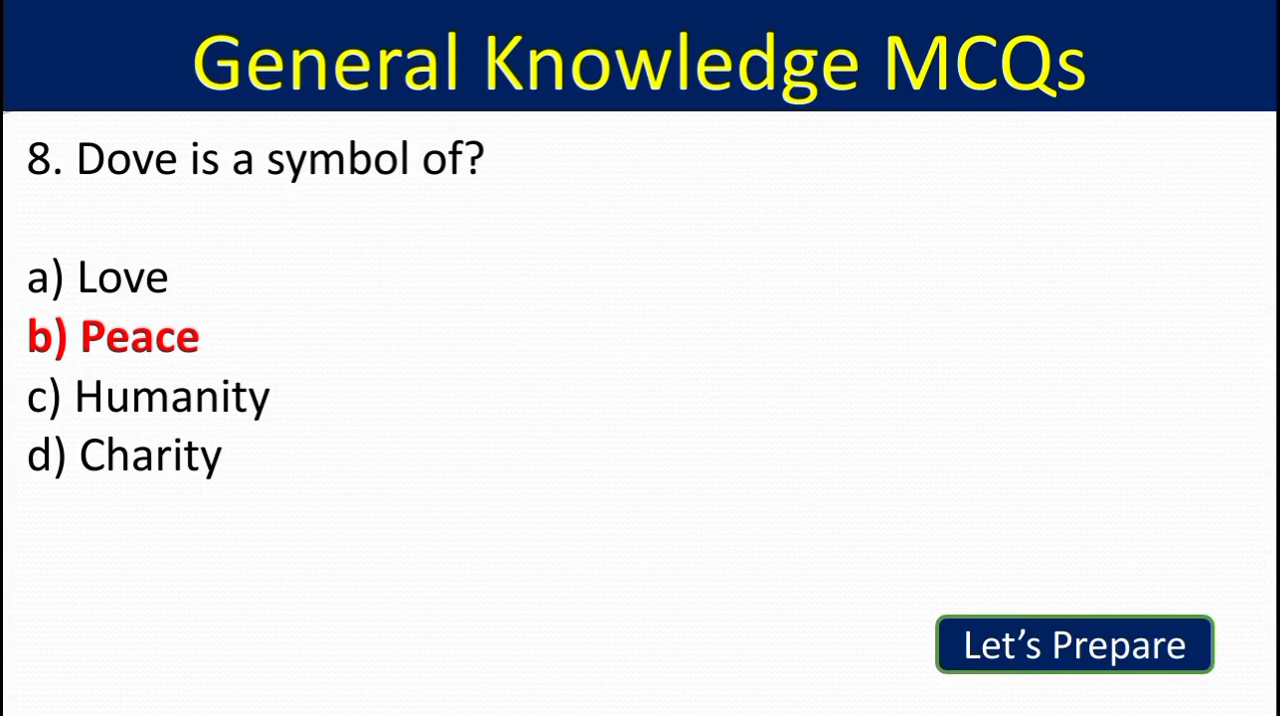 General Knowledge MCQs
8. Dove is a symbol of?
a) Love
b) Peace
c) Humanity
d) Charity
Let’s Prepare